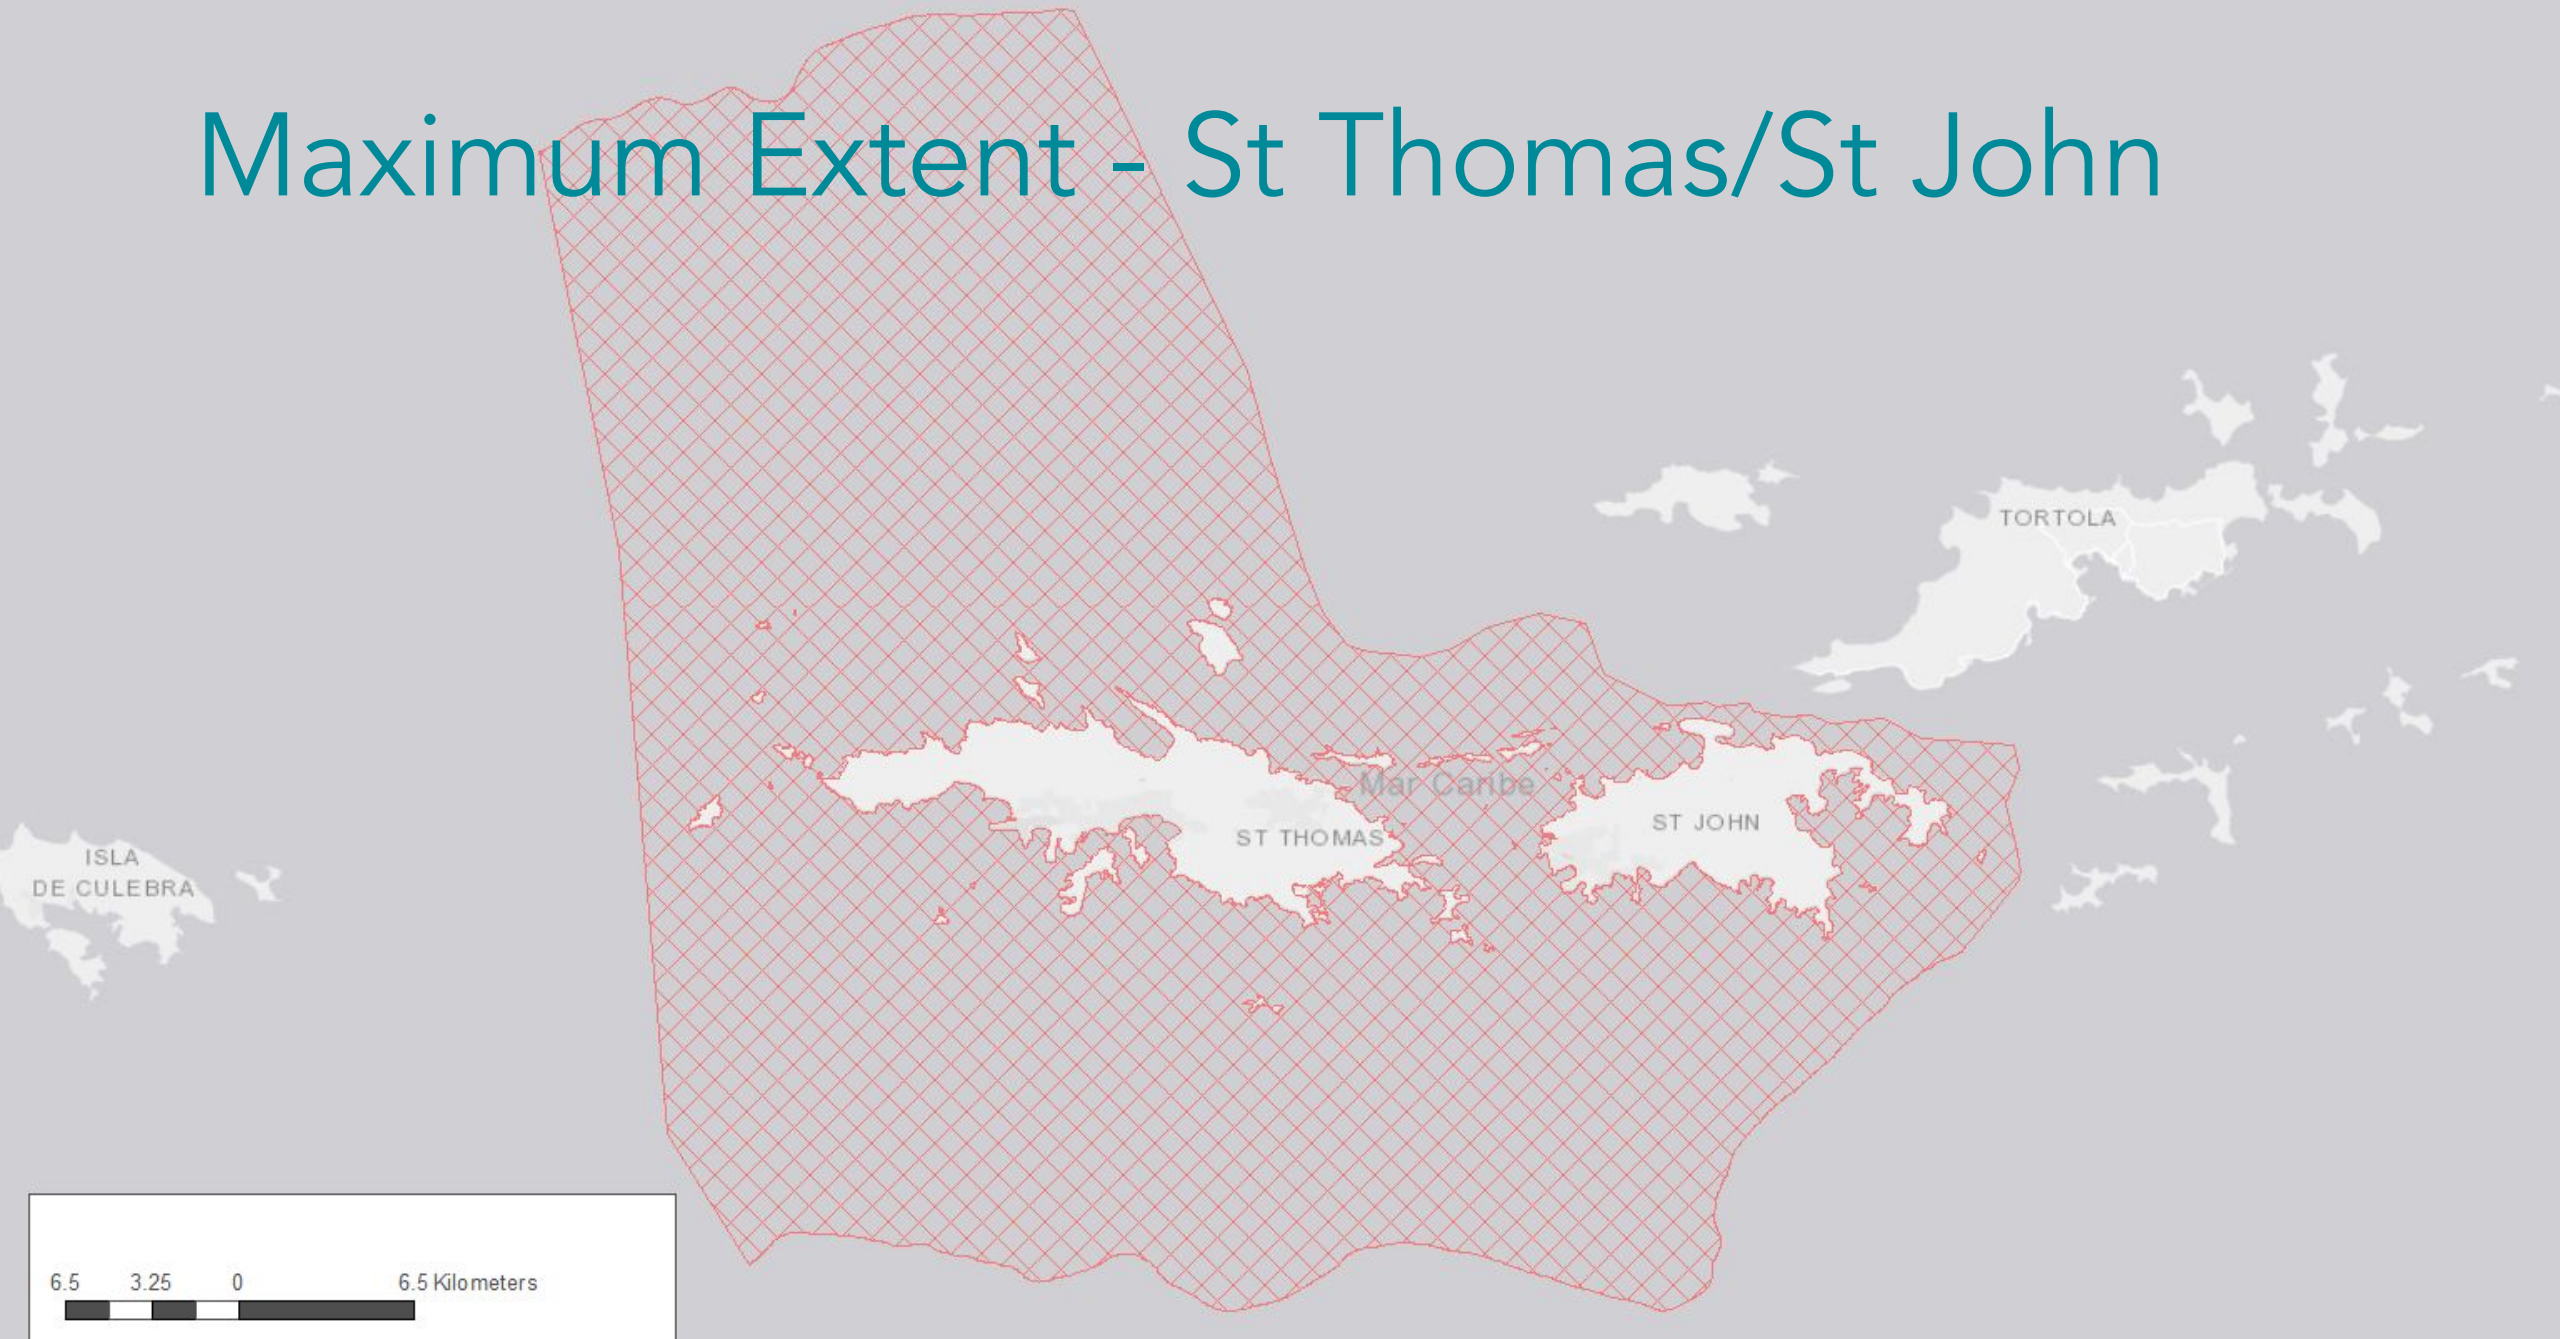 Maximum Extent - St Thomas/St John
TORTOLA
Mar Caribe
ST THOMAS
ST JOHN
ISLA
DE CULEBRA
6.5 3.25 0 6.5 Kilometers